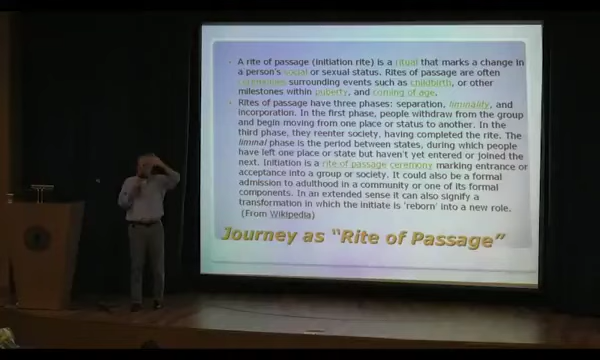 • A rite of passage (initiation rite) is a ritual that marks a change in
a person's social or sexual status. Rites of passage are often
ceremonies surrounding events such as childbirth, or other
milestones within puberty, and coming of age.
• Rites of passage have three phases: separation, liminality, and
incorporation. In the first phase, people withdraw from the group
and begin moving from one place or status to another. In the
third phase, they reenter society, having completed the rite. The
liminal phase is the period between states, during which people
have left one place or state but haven't yet entered or joined the
next. Initiation is a rite of passage ceremony marking entrance or
acceptance into a group or society. It could also be a formal
admission to adulthood in a community or one of its formal
components. In an extended sense it can also signify a
transformation in which the initiate is 'reborn' into a new role.
(From Wikipedia)
Journey as "Rite of Passage"